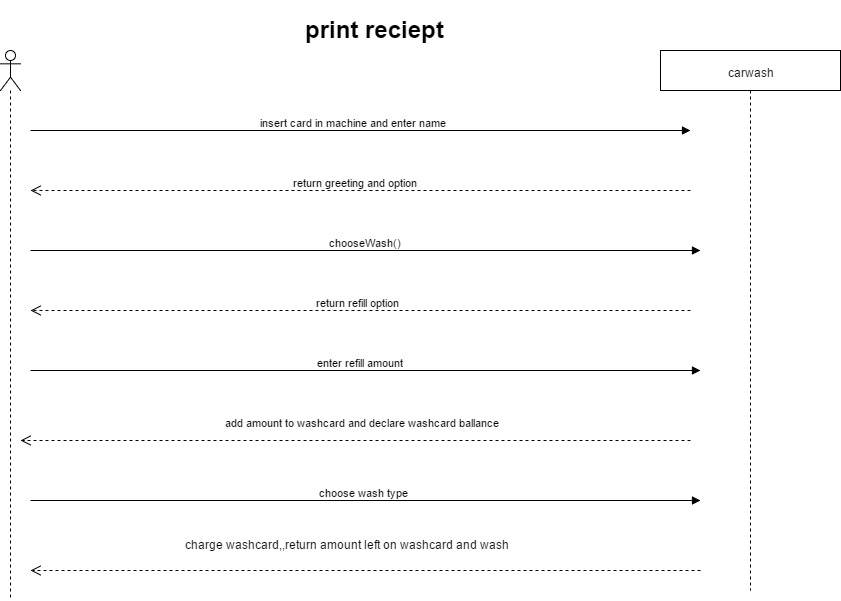 print reciept
carwash
insert card in machine and enter name
return greeting and option
chooseWash()
return refill option
enter refill amount
add amount to washcard and declare washcard ballance
choose wash type
charge washcard,,return amount left on washcard and wash